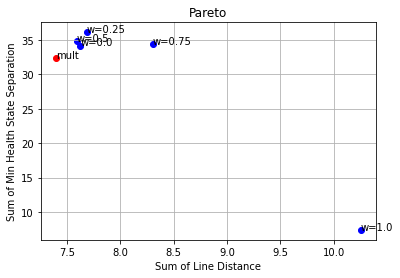 Pareto
Sum of Min Health State Separation
35
30
25
20
15
10
w=0.25
w=0.5
w=0.0
w=0.75
mult
w=1.0
7.5 8.0 8.5 9.0 9.5 10.0
Sum of Line Distance